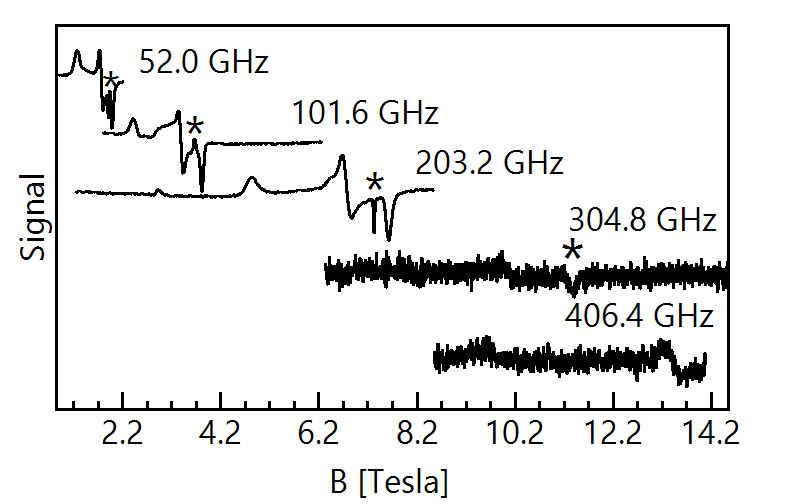 52.0 GHz
*
101.6 GHz
*
203.2 GHz
*
304.8 GHz
*
406.4 GHz
Signal
2.2 4.2 6.2 8.2 10.2 12.2 14.2
B [Tesla]